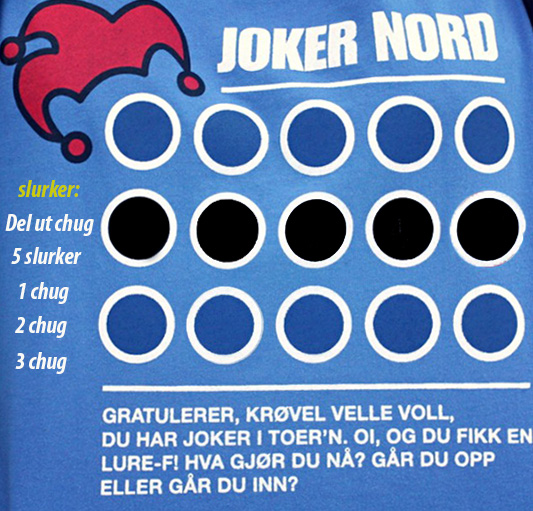 JOKER NORD
slurker:
Del ut chug
5 slurker
1 chug
2 chug
3 chug
GRATULERER, KRØVEL VELLE VOLL,
DU HAR JOKER I TOER'N. OI, OG DU FIKK EN
LURE-F! HVA GJØR DU NÅ? GÅR DU OPP
ELLER GÅR DU INN?